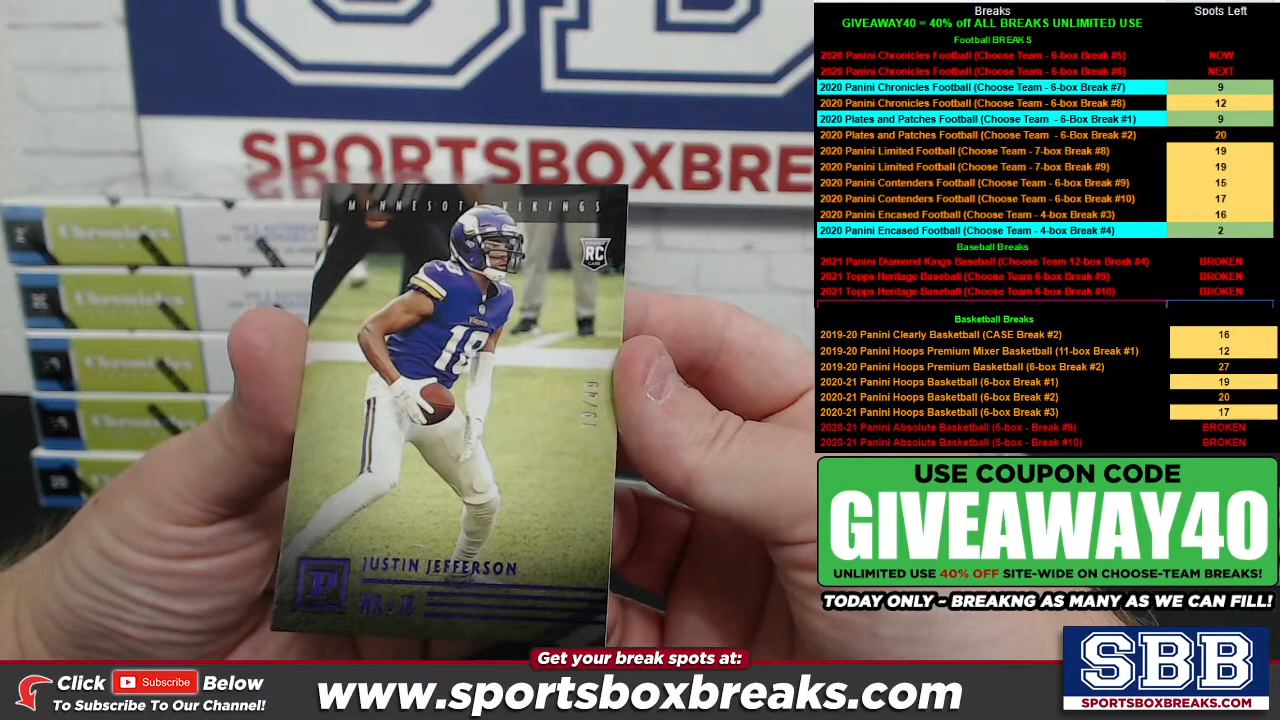 SPORTSBOXBRE
MINNESOTA VIKINGS
RC
18
19/49
P
JUSTIN JEFFERSON
WR • 18
Breaks Spots Left
GIVEAWAY40 = 40% off ALL BREAKS UNLIMITED USE
Football BREAKS
2020 Panini Chronicles Football (Choose Team - 6-box Break #5) NOW
2020 Panini Chronicles Football (Choose Team - 6-box Break #6) NEXT
2020 Panini Chronicles Football (Choose Team - 6-box Break #7) 9
2020 Panini Chronicles Football (Choose Team - 6-box Break #8) 12
2020 Plates and Patches Football (Choose Team - 6-Box Break #1) 9
2020 Plates and Patches Football (Choose Team - 6-Box Break #2) 20
2020 Panini Limited Football (Choose Team - 7-box Break #8) 19
2020 Panini Limited Football (Choose Team - 7-box Break #9) 19
2020 Panini Contenders Football (Choose Team - 6-box Break #9) 15
2020 Panini Contenders Football (Choose Team - 6-box Break #10) 17
2020 Panini Encased Football (Choose Team - 4-box Break #3) 16
2020 Panini Encased Football (Choose Team - 4-box Break #4) 2
Baseball Breaks
2021 Panini Diamond Kings Baseball (Choose Team 12-box Break #4) BROKEN
2021 Topps Heritage Baseball (Choose Team 6-box Break #9) BROKEN
2021 Topps Heritage Baseball (Choose Team 6-box Break #10) BROKEN
Basketball Breaks
2019-20 Panini Clearly Basketball (CASE Break #2) 16
2019-20 Panini Hoops Premium Mixer Basketball (11-box Break #1) 12
2019-20 Panini Hoops Premium Basketball (6-box Break #2) 27
2020-21 Panini Hoops Basketball (6-box Break #1) 19
2020-21 Panini Hoops Basketball (6-box Break #2) 20
2020-21 Panini Hoops Basketball (6-box Break #3) 17
2020-21 Panini Absolute Basketball (5-box - Break #9) BROKEN
2020-21 Panini Absolute Basketball (5-box - Break #10) BROKEN
USE COUPON CODE
GIVEAWAY40
UNLIMITED USE 40% OFF SITE-WIDE ON CHOOSE-TEAM BREAKS!
TODAY ONLY ~ BREAKNG AS MANY AS WE CAN FILL!
Get your break spots at:
Click Subscribe Below
To Subscribe To Our Channel!
www.sportsboxbreaks.com
SBB
SPORTSBOXBREAKS.COM